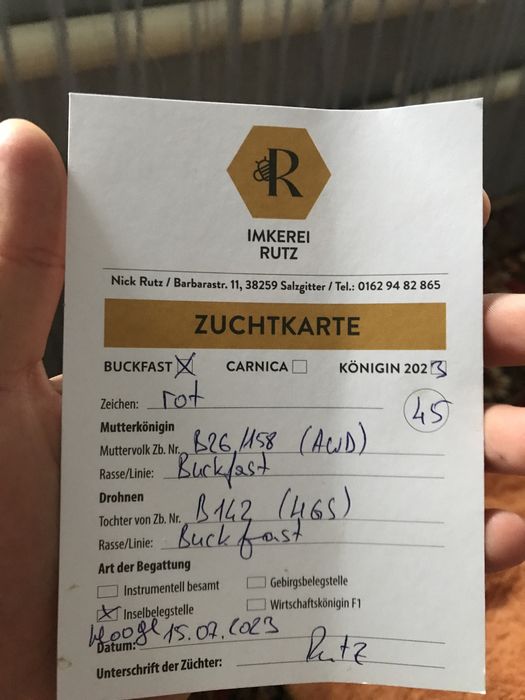 R
IMKEREI
RUTZ
Nick Rutz / Barbarastr. 11, 38259 Salzgitter / Tel.: 0162 94 82 865
ZUCHTKARTE
BUCKFAST X CARNICA KÖNIGIN 2023
Zeichen: rot 45
Mutterkönigin
Muttervolk Zb. Nr. B26/158 (AWD)
Rasse/Linie: Buckfast
Drohnen
Tochter von Zb. Nr. B142 (HGS)
Rasse/Linie: Buckfast
Art der Begattung
Instrumentell besamt Gebirgsbelegstelle
X Inselbelegstelle Wirtschaftskönigin F1
Hooge 15.07.2023
Datum:
Unterschrift der Züchter: Rutz